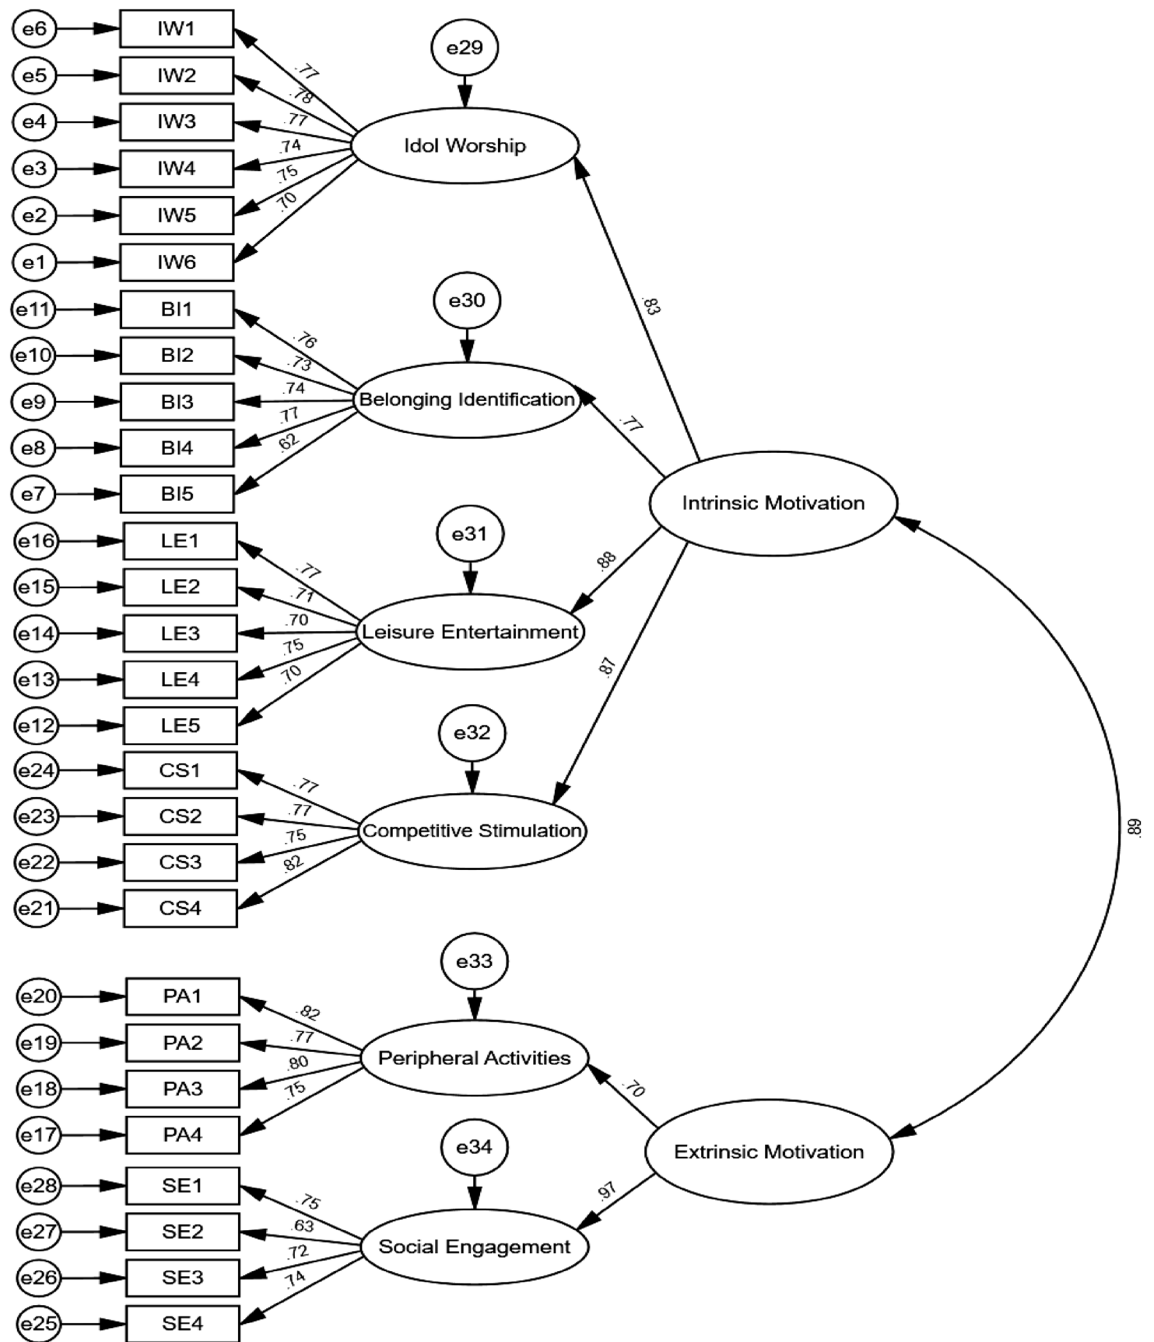 e6 IW1
e5 IW2
e4 IW3
e3 IW4
e2 IW5
e1 IW6
.77
.78
.77
.74
.75
.70
e29
Idol Worship
e11 BI1
e10 BI2
e9 BI3
e8 BI4
e7 BI5
.76
.73
.74
.77
.62
e30
Belonging Identification
e16 LE1
e15 LE2
e14 LE3
e13 LE4
e12 LE5
.77
.71
.70
.75
.70
e31
Leisure Entertainment
e24 CS1
e23 CS2
e22 CS3
e21 CS4
.77
.77
.75
.82
e32
Competitive Stimulation
.83
.77
.88
.87
Intrinsic Motivation
.89
e20 PA1
e19 PA2
e18 PA3
e17 PA4
.82
.77
.80
.75
e33
Peripheral Activities
e28 SE1
e27 SE2
e26 SE3
e25 SE4
.75
.63
.72
.74
e34
Social Engagement
.70
.97
Extrinsic Motivation